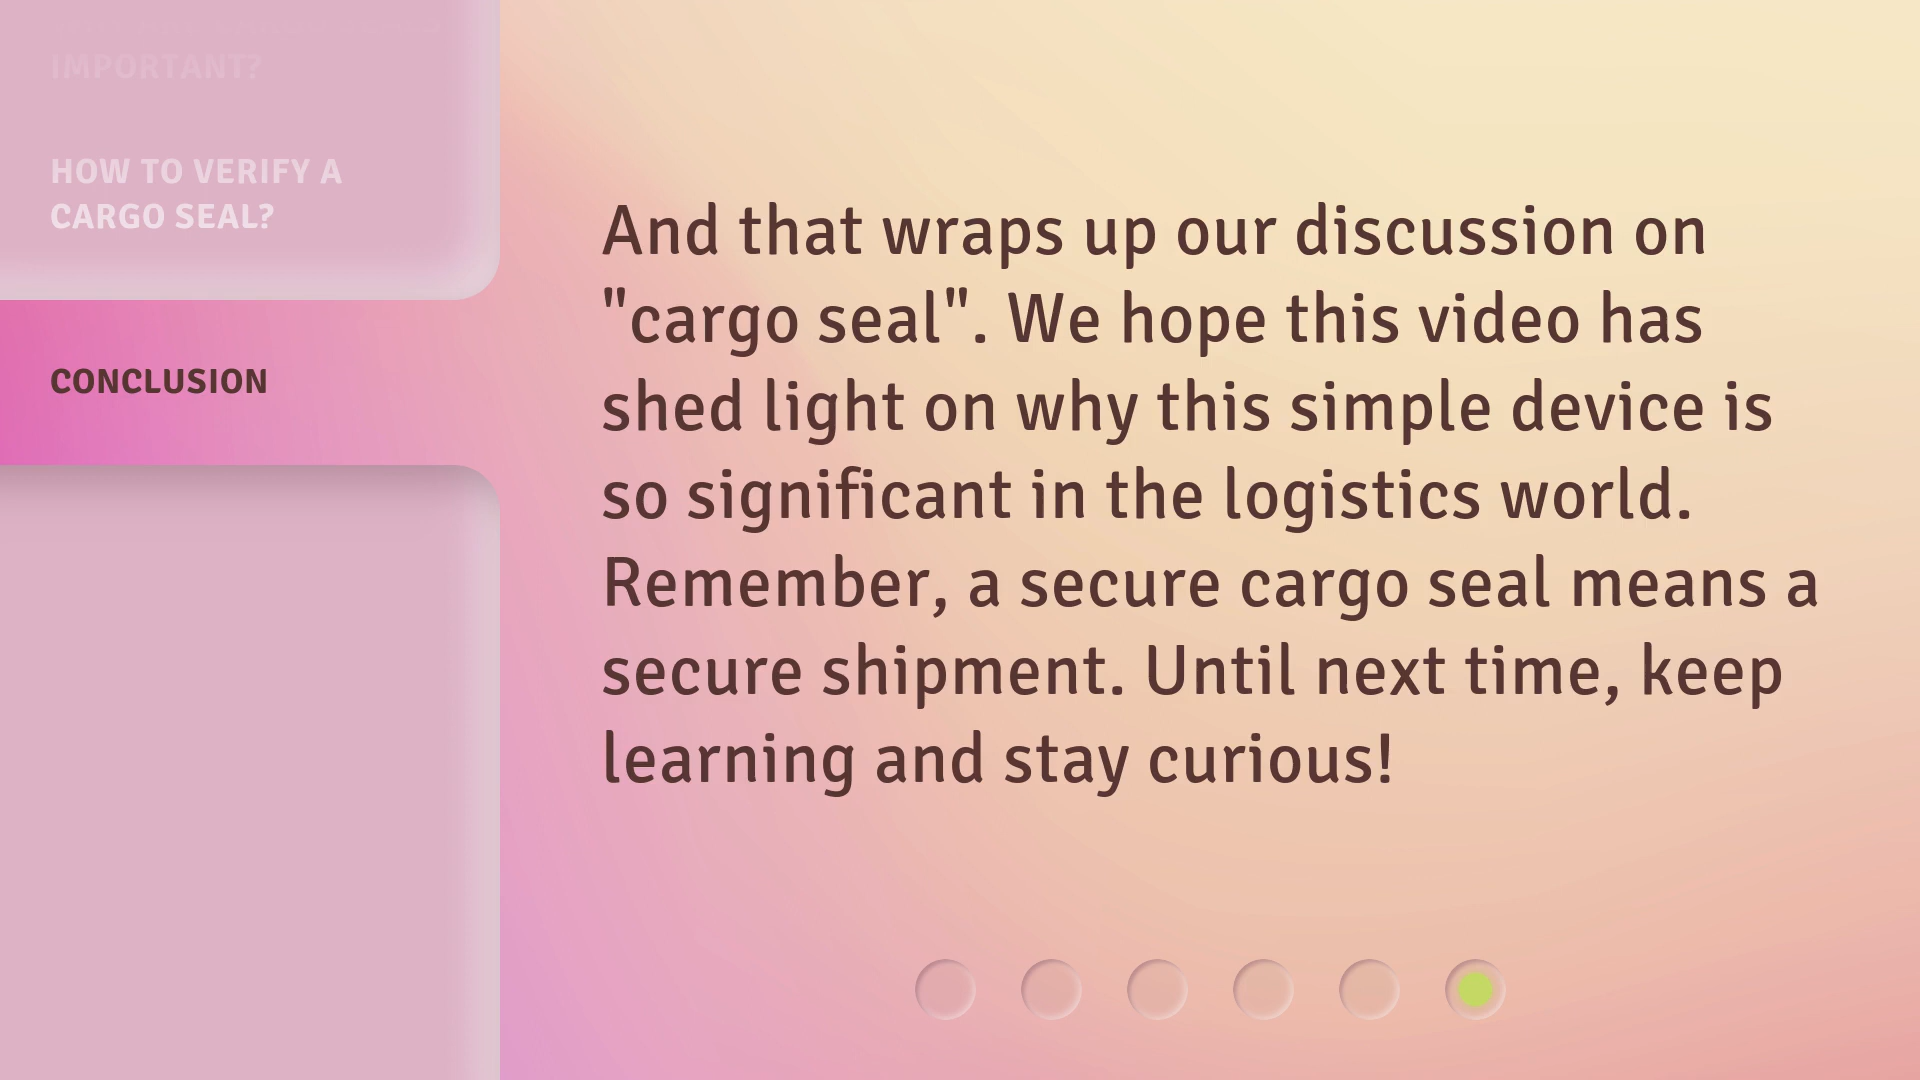 IMPORTANT?
HOW TO VERIFY A
CARGO SEAL?
CONCLUSION
And that wraps up our discussion on
"cargo seal". We hope this video has
shed light on why this simple device is
so significant in the logistics world.
Remember, a secure cargo seal means a
secure shipment. Until next time, keep
learning and stay curious!